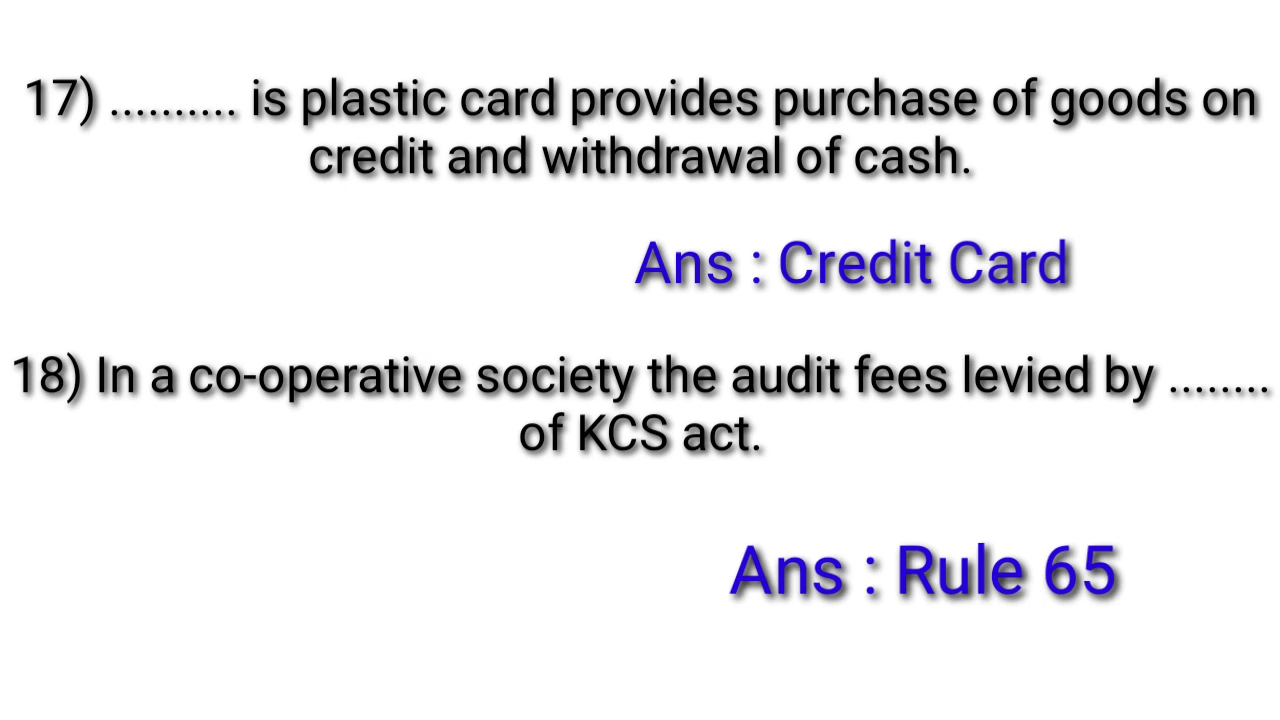 17) .......... is plastic card provides purchase of goods on
credit and withdrawal of cash.
Ans : Credit Card
18) In a co-operative society the audit fees levied by ........
of KCS act.
Ans : Rule 65